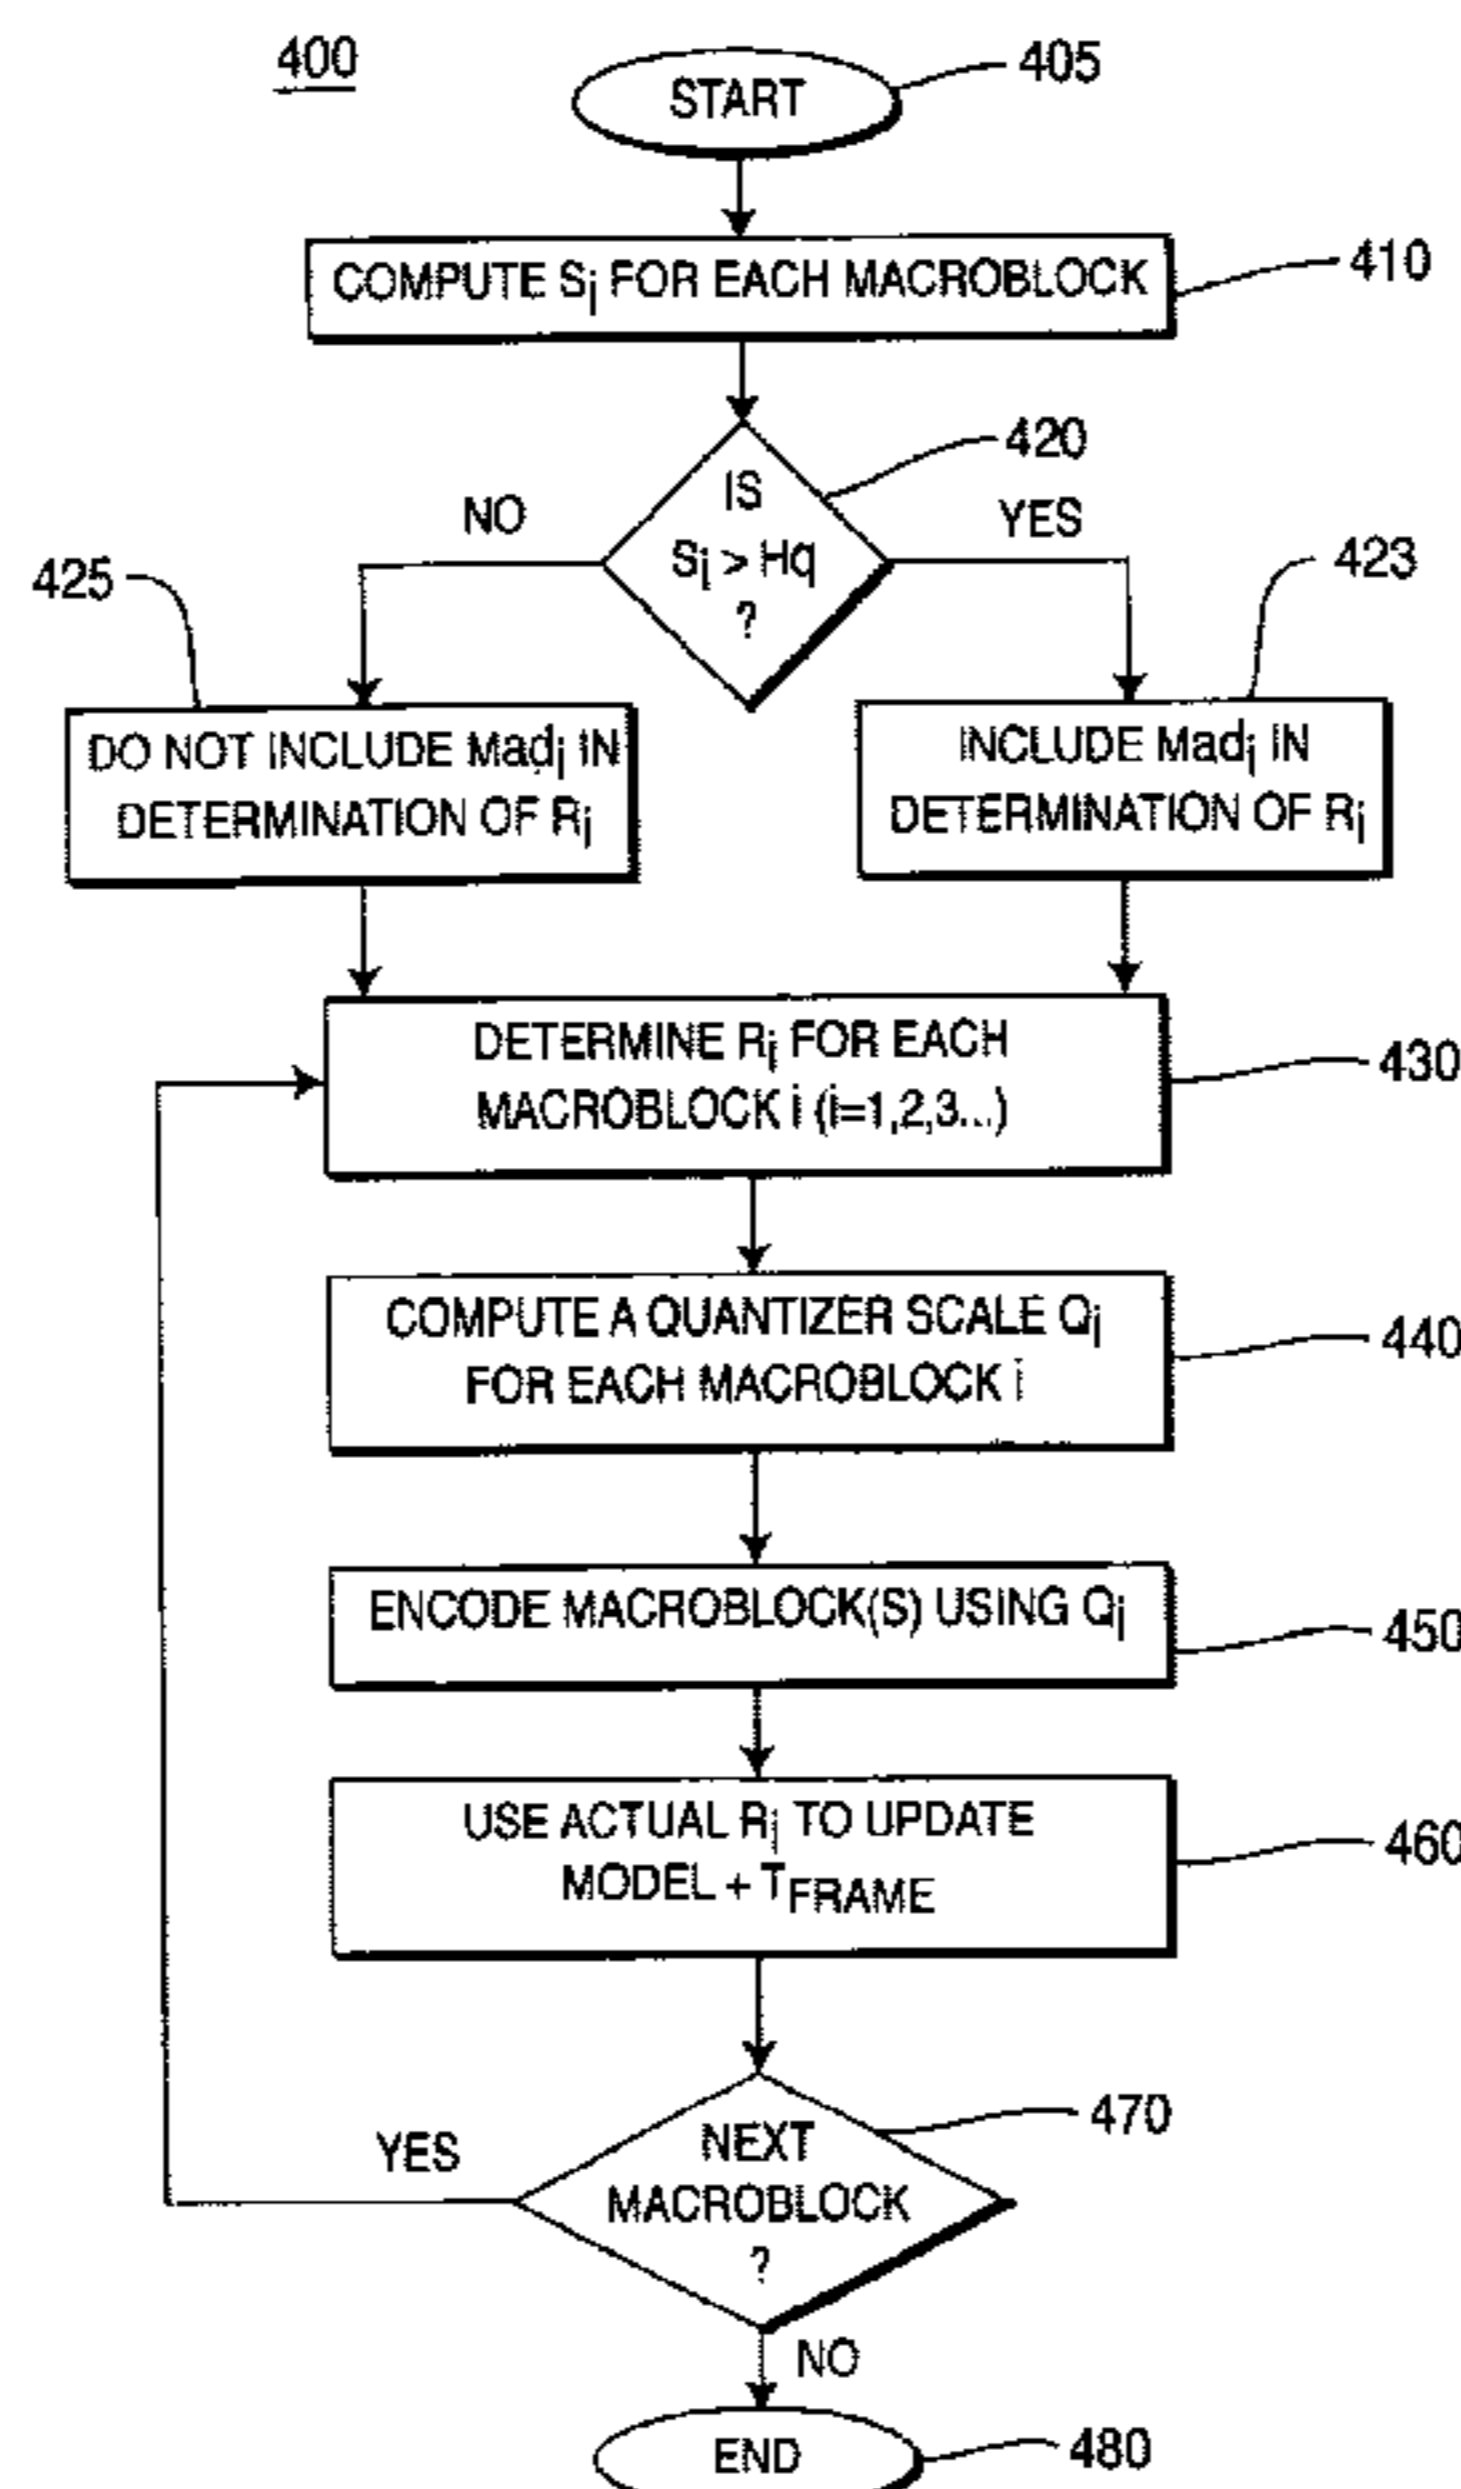 400
START
405
COMPUTE Si FOR EACH MACROBLOCK
410
IS
Si > Hq
?
420
NO
YES
425
423
DO NOT INCLUDE Madi IN
DETERMINATION OF Ri
INCLUDE Madi IN
DETERMINATION OF Ri
DETERMINE Ri FOR EACH
MACROBLOCK i (i=1,2,3...)
430
COMPUTE A QUANTIZER SCALE Qi
FOR EACH MACROBLOCK i
440
ENCODE MACROBLOCK(S) USING Qi
450
USE ACTUAL Ri TO UPDATE
MODEL + TFRAME
460
YES
NEXT
MACROBLOCK
?
470
NO
END
480